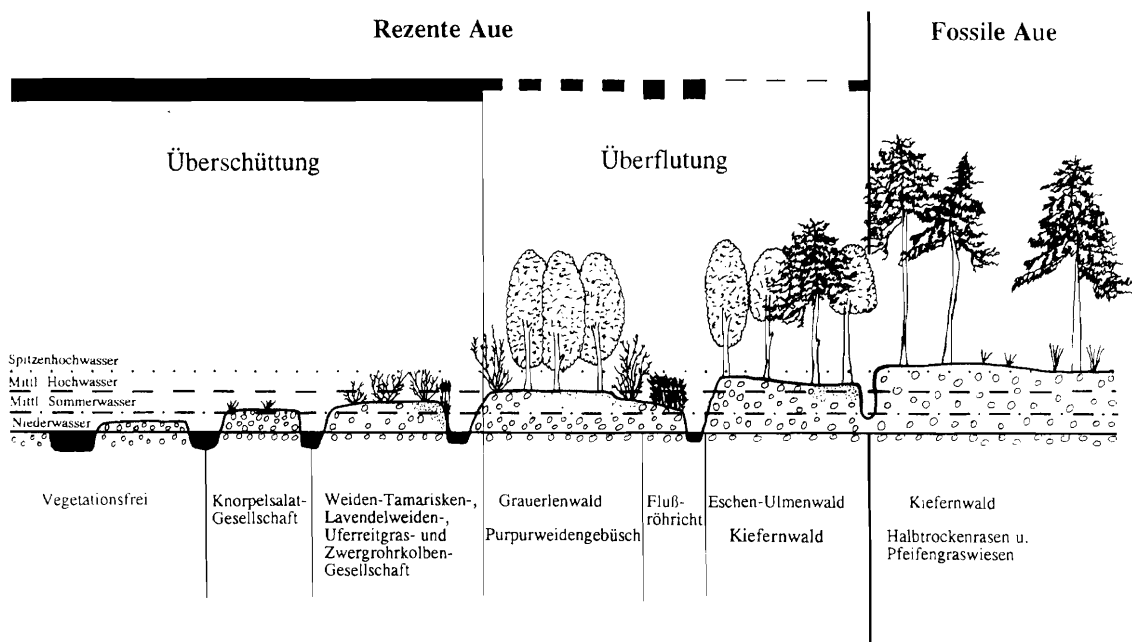 Rezente Aue
Fossile Aue
Überschüttung
Überflutung
Spitzenhochwasser
Mittl Hochwasser
Mittl Sommerwasser
Niederwasser
Vegetationsfrei
Knorpelsalat-
Gesellschaft
Weiden-Tamarisken-,
Lavendelweiden-,
Uferreitgras- und
Zwergrohrkolben-
Gesellschaft
Grauerlenwald
Purpurweidengebüsch
Fluß-
röhricht
Eschen-Ulmenwald
Kiefernwald
Kiefernwald
Halbtrockenrasen u.
Pfeifengraswiesen